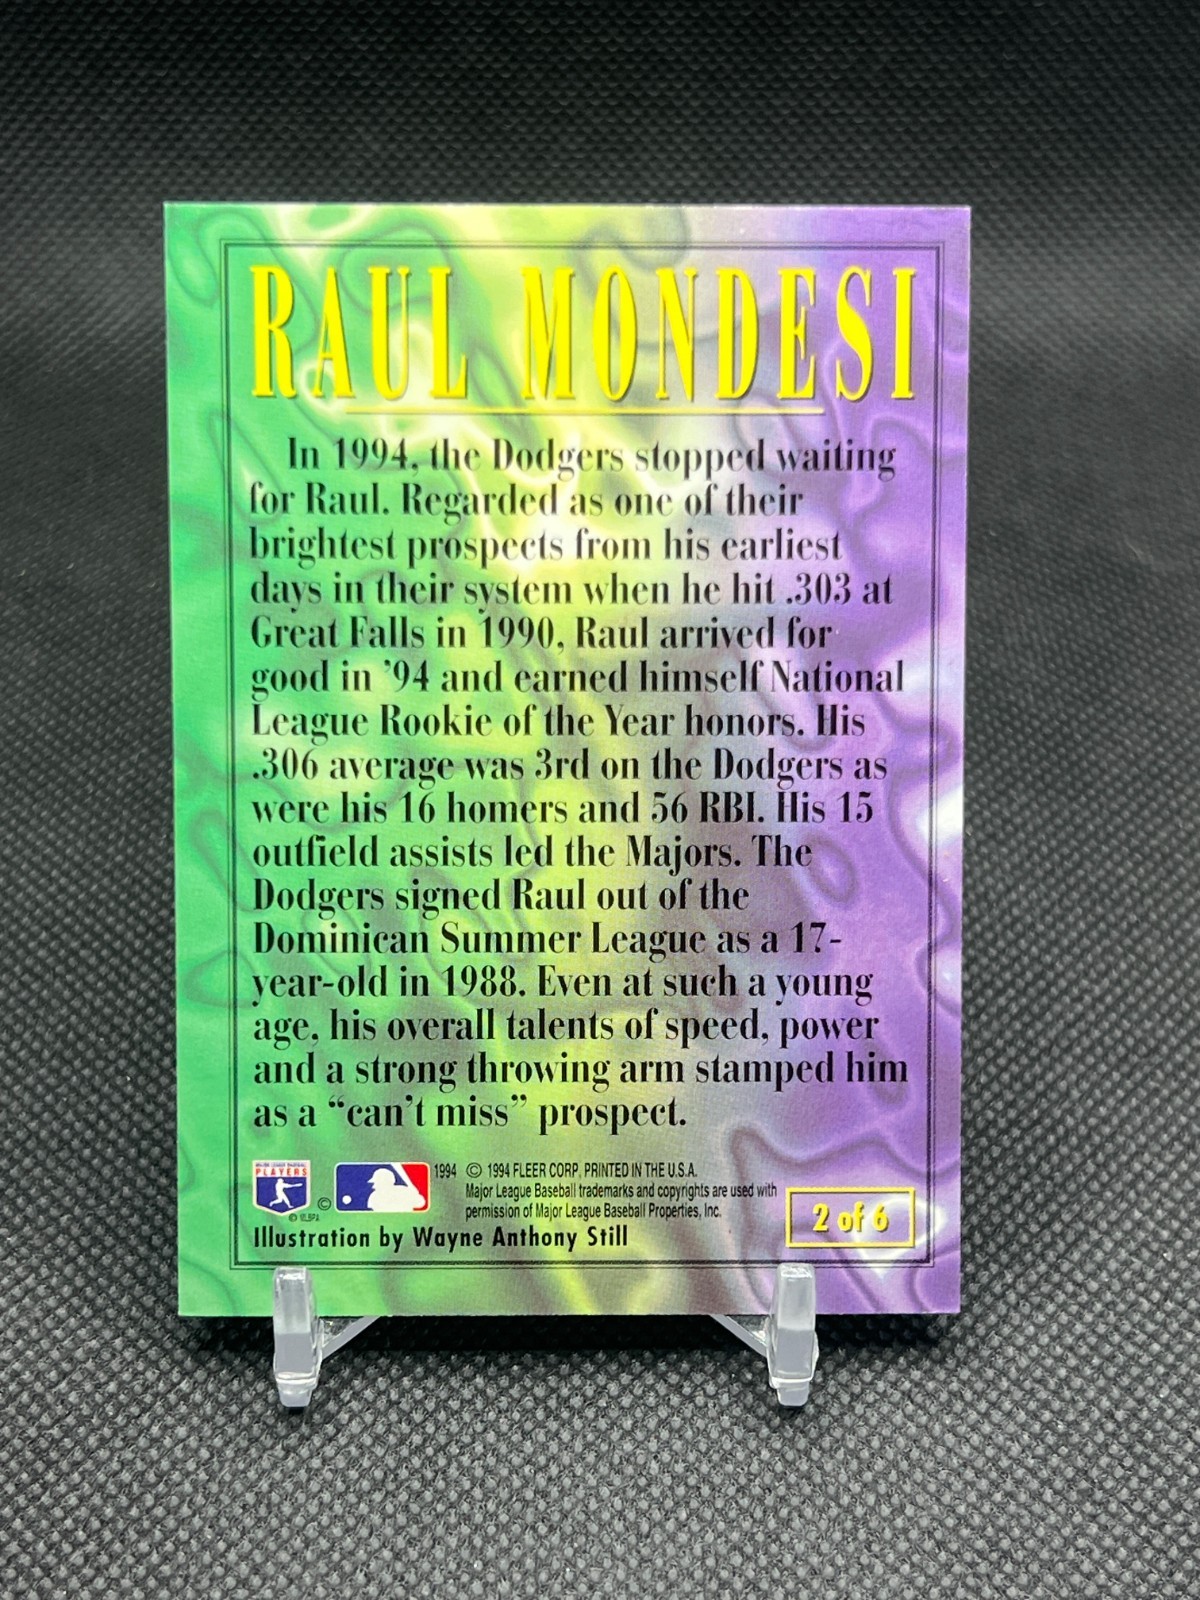 RAUL MONDESI
In 1994, the Dodgers stopped waiting
for Raul. Regarded as one of their
brightest prospects from his earliest
days in their system when he hit .303 at
Great Falls in 1990, Raul arrived for
good in '94 and earned himself National
League Rookie of the Year honors. His
.306 average was 3rd on the Dodgers as
were his 16 homers and 56 RBI. His 15
outfield assists led the Majors. The
Dodgers signed Raul out of the
Dominican Summer League as a 17-
year-old in 1988. Even at such a young
age, his overall talents of speed, power
and a strong throwing arm stamped him
as a “can't miss” prospect.
MAJOR LEAGUE BASEBALL
PLAYERS
© MLBPA
©
1994 © 1994 FLEER CORP. PRINTED IN THE U.S.A.
Major League Baseball trademarks and copyrights are used with
permission of Major League Baseball Properties, Inc.
Illustration by Wayne Anthony Still
2 of 6